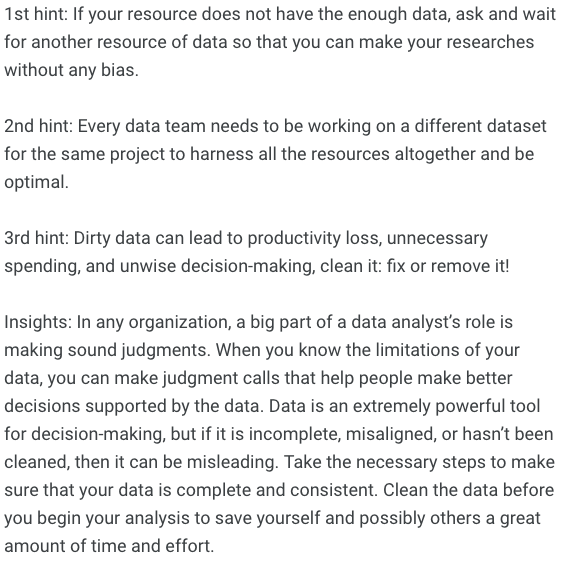 1st hint: If your resource does not have the enough data, ask and wait
for another resource of data so that you can make your researches
without any bias.
2nd hint: Every data team needs to be working on a different dataset
for the same project to harness all the resources altogether and be
optimal.
3rd hint: Dirty data can lead to productivity loss, unnecessary
spending, and unwise decision-making, clean it: fix or remove it!
Insights: In any organization, a big part of a data analyst’s role is
making sound judgments. When you know the limitations of your
data, you can make judgment calls that help people make better
decisions supported by the data. Data is an extremely powerful tool
for decision-making, but if it is incomplete, misaligned, or hasn’t been
cleaned, then it can be misleading. Take the necessary steps to make
sure that your data is complete and consistent. Clean the data before
you begin your analysis to save yourself and possibly others a great
amount of time and effort.